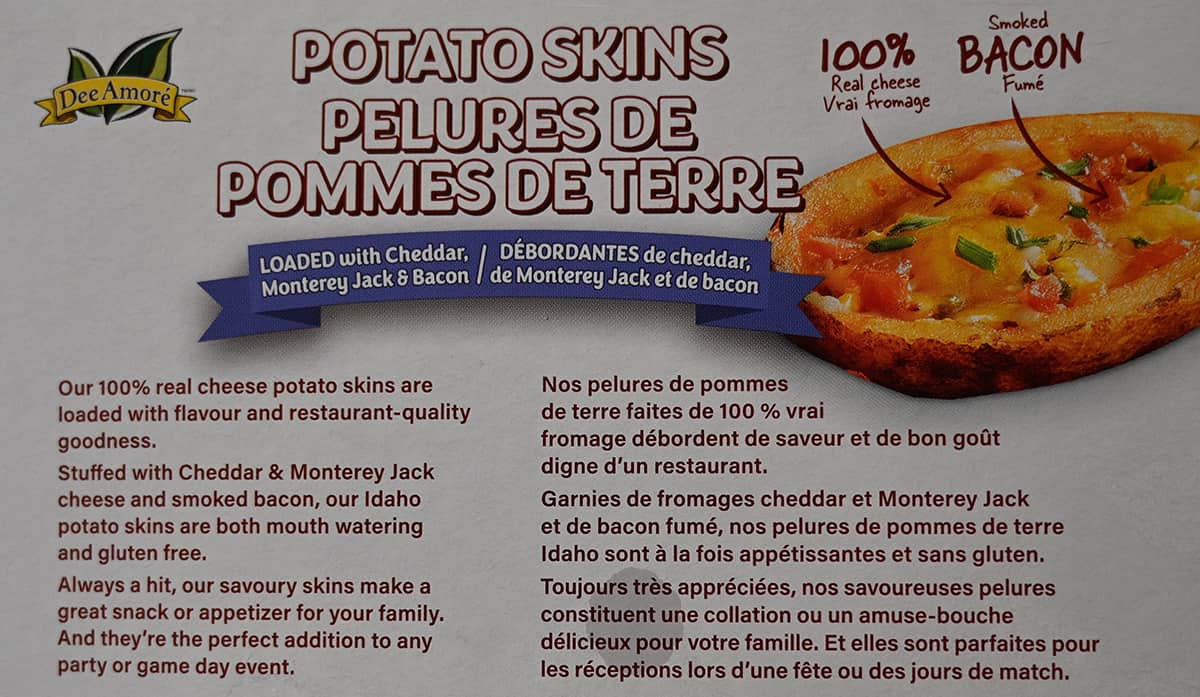 Dee Amoré
POTATO SKINS
PELURES DE
POMMES DE TERRE
100%
Real cheese
Vrai fromage
Smoked
BACON
Fumé
LOADED with Cheddar,
Monterey Jack & Bacon
/
DÉBORDANTES de cheddar,
de Monterey Jack et de bacon
Our 100% real cheese potato skins are
loaded with flavour and restaurant-quality
goodness.
Stuffed with Cheddar & Monterey Jack
cheese and smoked bacon, our Idaho
potato skins are both mouth watering
and gluten free.
Always a hit, our savoury skins make a
great snack or appetizer for your family.
And they're the perfect addition to any
party or game day event.
Nos pelures de pommes
de terre faites de 100 % vrai
fromage débordent de saveur et de bon goût
digne d'un restaurant.
Garnies de fromages cheddar et Monterey Jack
et de bacon fumé, nos pelures de pommes de terre
Idaho sont à la fois appétissantes et sans gluten.
Toujours très appréciées, nos savoureuses pelures
constituent une collation ou un amuse-bouche
délicieux pour votre famille. Et elles sont parfaites pour
les réceptions lors d'une fête ou des jours de match.